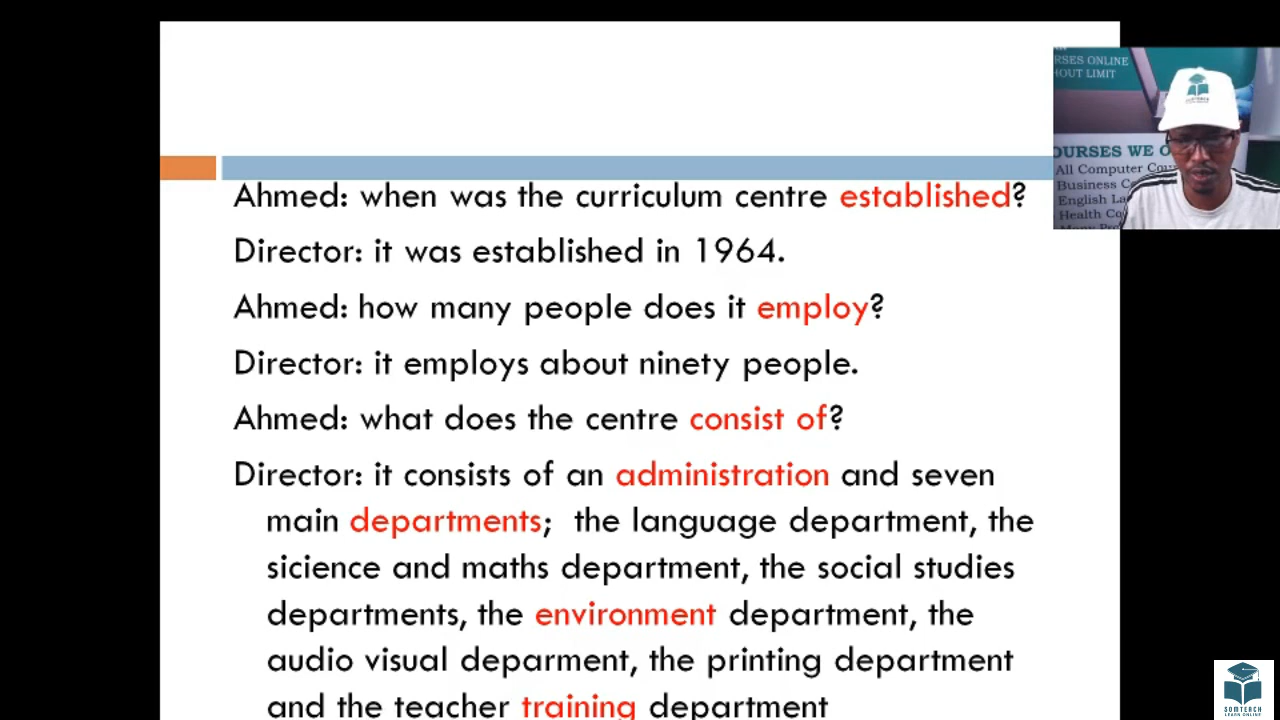 Ahmed: when was the curriculum centre established?
Director: it was established in 1964.
Ahmed: how many people does it employ?
Director: it employs about ninety people.
Ahmed: what does the centre consist of?
Director: it consists of an administration and seven
main departments; the language department, the
sicience and maths department, the social studies
departments, the environment department, the
audio visual deparment, the printing department
and the teacher training department
RSES ONLINE
HOUT LIMIT
OURSES WE O
All Computer Cou
Business C
English La
Health Co
SOMTEACH
LEARN ONLINE